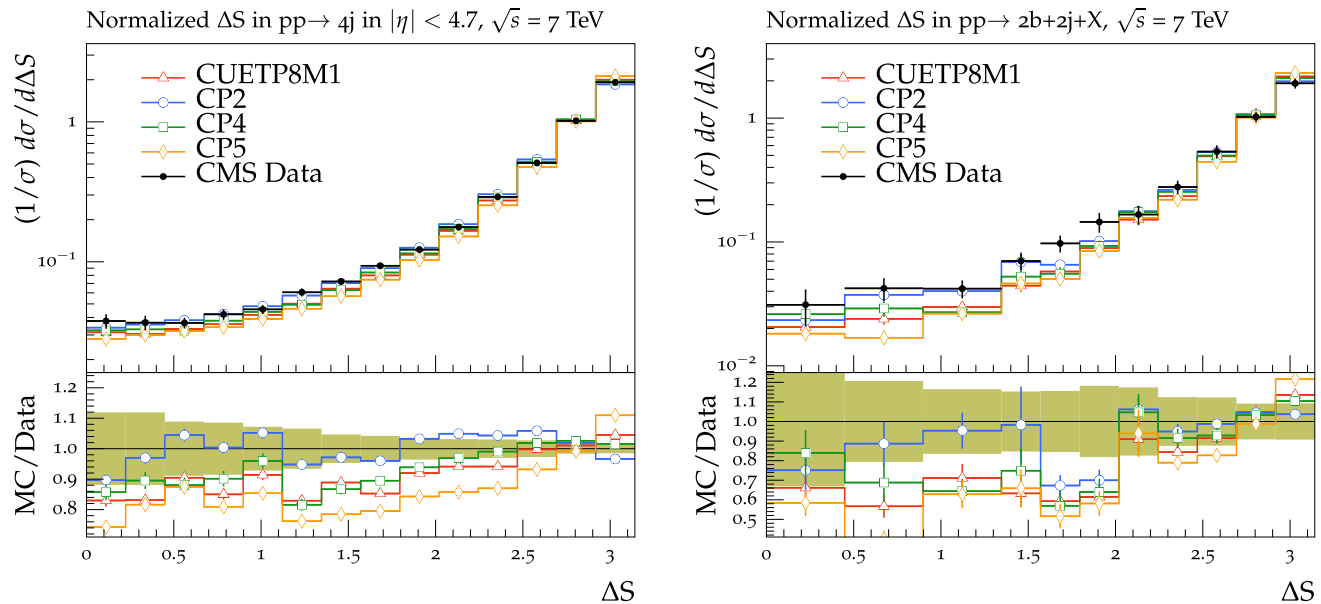 Normalized ΔS in pp→ 4j in |η| < 4.7, √s = 7 TeV
(1/σ) dσ/dΔS
CUETP8M1
CP2
CP4
CP5
CMS Data
1
10⁻¹
MC/Data
1.2
1.1
1.0
0.9
0.8
0 0.5 1 1.5 2 2.5 3
ΔS
Normalized ΔS in pp→ 2b+2j+X, √s = 7 TeV
(1/σ) dσ/dΔS
CUETP8M1
CP2
CP4
CP5
CMS Data
1
10⁻¹
10⁻²
MC/Data
1.2
1.1
1.0
0.9
0.8
0.7
0.6
0.5
0 0.5 1 1.5 2 2.5 3
ΔS